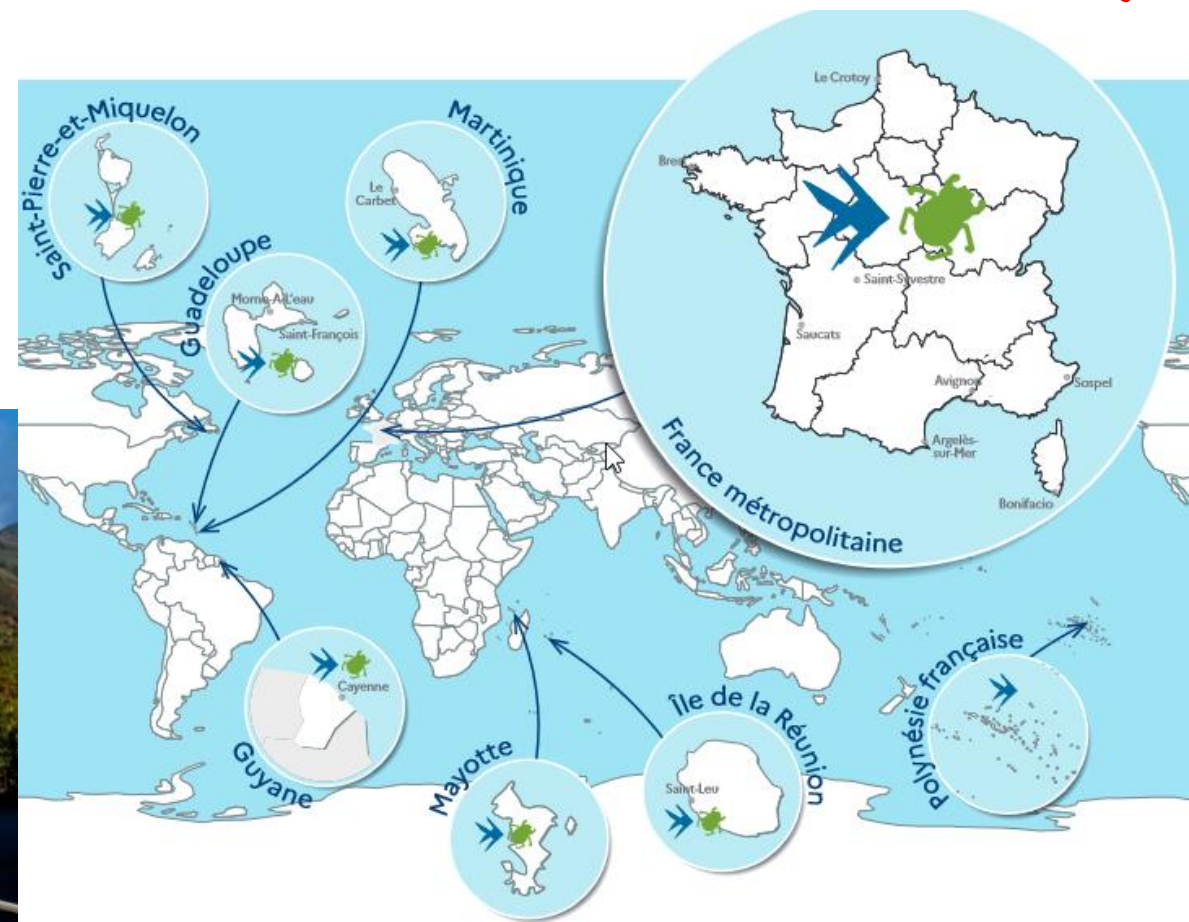 Saint-Pierre-et-Miquelon
Martinique
Le
Carbet
Guadeloupe
Morne-A-L'eau
Saint-François
Le Crotoy
Brest
Saint-Sylvestre
Saucats
Avignon
Sospel
Argelès-
sur-Mer
Bonifacio
France métropolitaine
Cayenne
Guyane
Mayotte
Île de la Réunion
Saint-Leu
Polynésie française